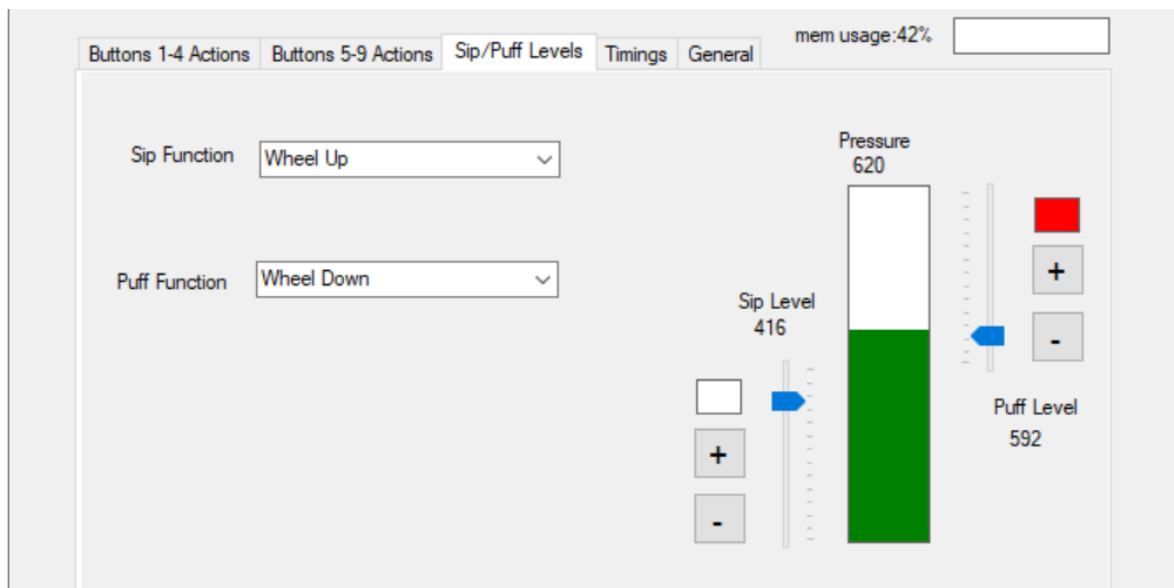 mem usage:42%
Buttons 1-4 Actions Buttons 5-9 Actions Sip/Puff Levels Timings General
Sip Function Wheel Up
Puff Function Wheel Down
Pressure
620
+
-
Sip Level
416
+
-
Puff Level
592